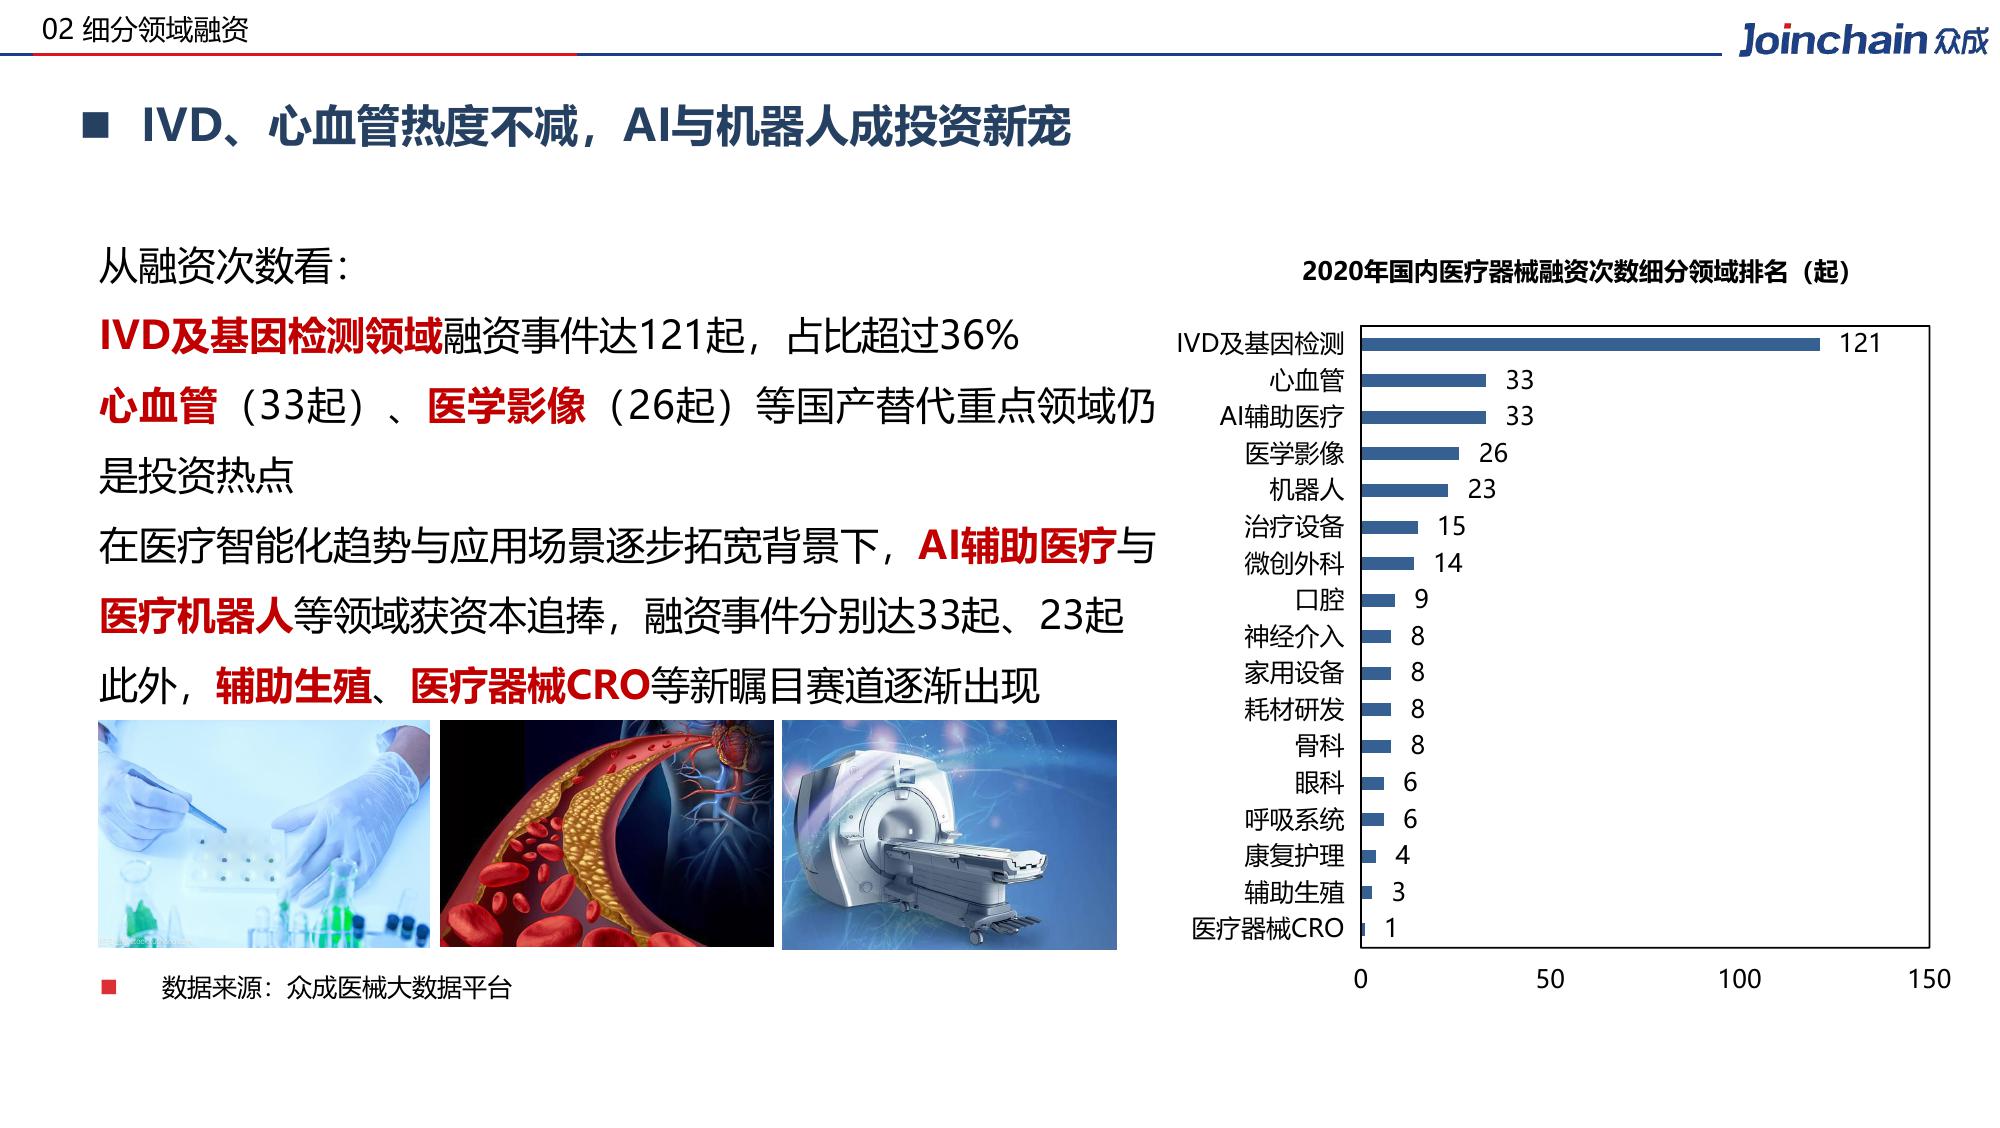 02 细分领域融资
Joinchain 众成
■ IVD、心血管热度不减，AI与机器人成投资新宠
从融资次数看：
IVD及基因检测领域融资事件达121起，占比超过36%
心血管（33起）、医学影像（26起）等国产替代重点领域仍
是投资热点
在医疗智能化趋势与应用场景逐步拓宽背景下，AI辅助医疗与
医疗机器人等领域获资本追捧，融资事件分别达33起、23起
此外，辅助生殖、医疗器械CRO等新瞩目赛道逐渐出现
■ 数据来源：众成医械大数据平台
2020年国内医疗器械融资次数细分领域排名（起）
IVD及基因检测 121
心血管 33
AI辅助医疗 33
医学影像 26
机器人 23
治疗设备 15
微创外科 14
口腔 9
神经介入 8
家用设备 8
耗材研发 8
骨科 8
眼科 6
呼吸系统 6
康复护理 4
辅助生殖 3
医疗器械CRO 1
0 50 100 150